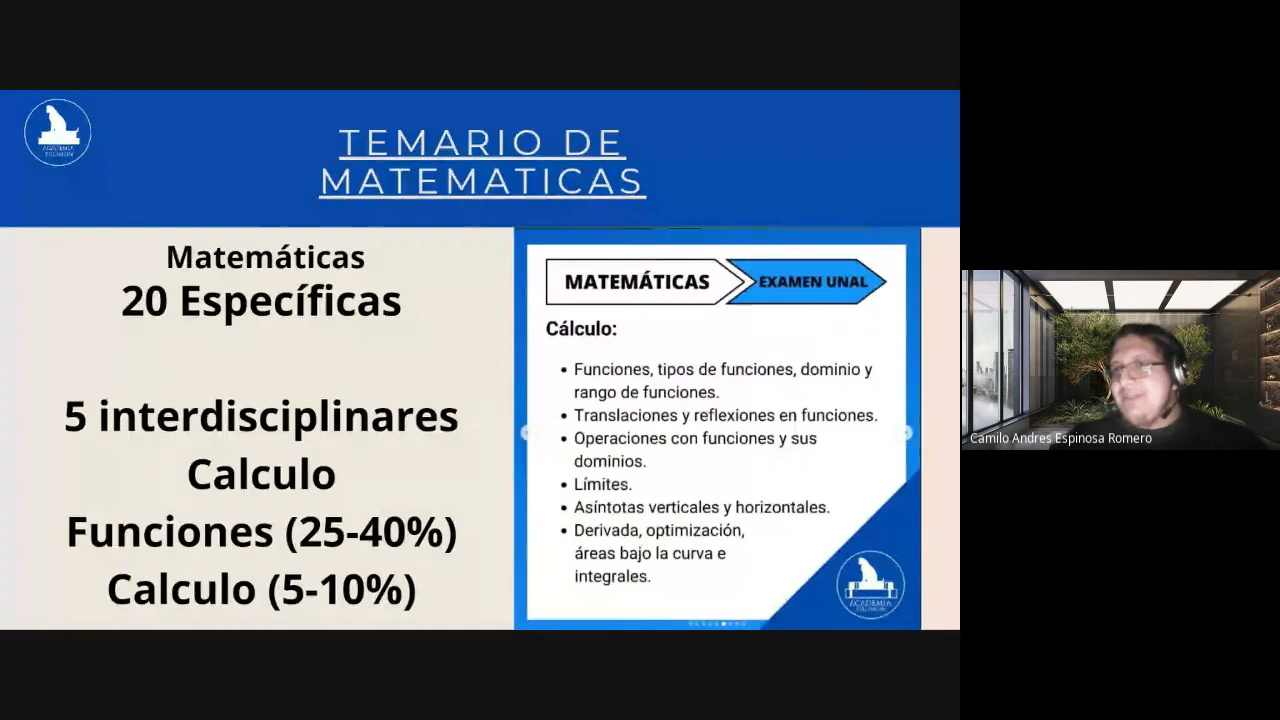 TEMARIO DE
MATEMATICAS
Matemáticas
20 Específicas
5 interdisciplinares
Calculo
Funciones (25-40%)
Calculo (5-10%)
MATEMÁTICAS
EXAMEN UNAL
Cálculo:
• Funciones, tipos de funciones, dominio y
rango de funciones.
• Translaciones y reflexiones en funciones.
• Operaciones con funciones y sus
dominios.
• Límites.
• Asíntotas verticales y horizontales.
• Derivada, optimización,
áreas bajo la curva e
integrales.
ACADEMIA
Camilo Andres Espinosa Romero